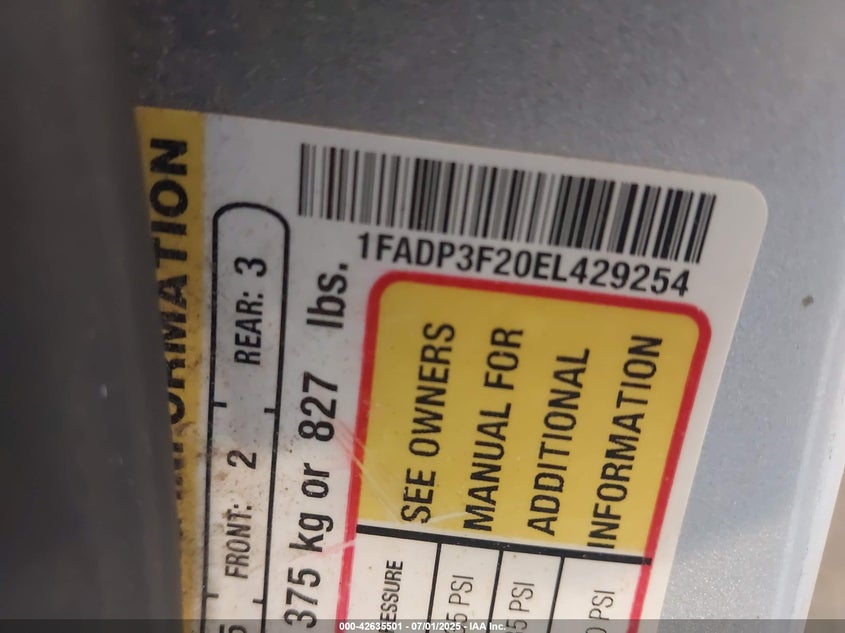 INFORMATION
FRONT: 2 REAR: 3
375 kg or 827 lbs.
1FADP3F20EL429254
SEE OWNERS
MANUAL FOR
ADDITIONAL
INFORMATION
PSI
PSI
PSI
000-42635501 - 07/01/2025 - IAA Inc.